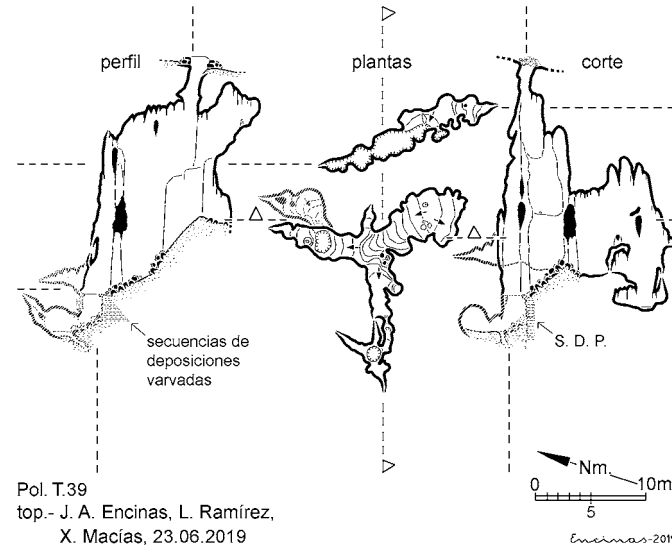 perfil
plantas
corte
secuencias de
deposiciones
varvadas
S. D. P.
Nm.
0
10m
5
Pol. T.39
top.- J. A. Encinas, L. Ramírez,
X. Macías, 23.06.2019